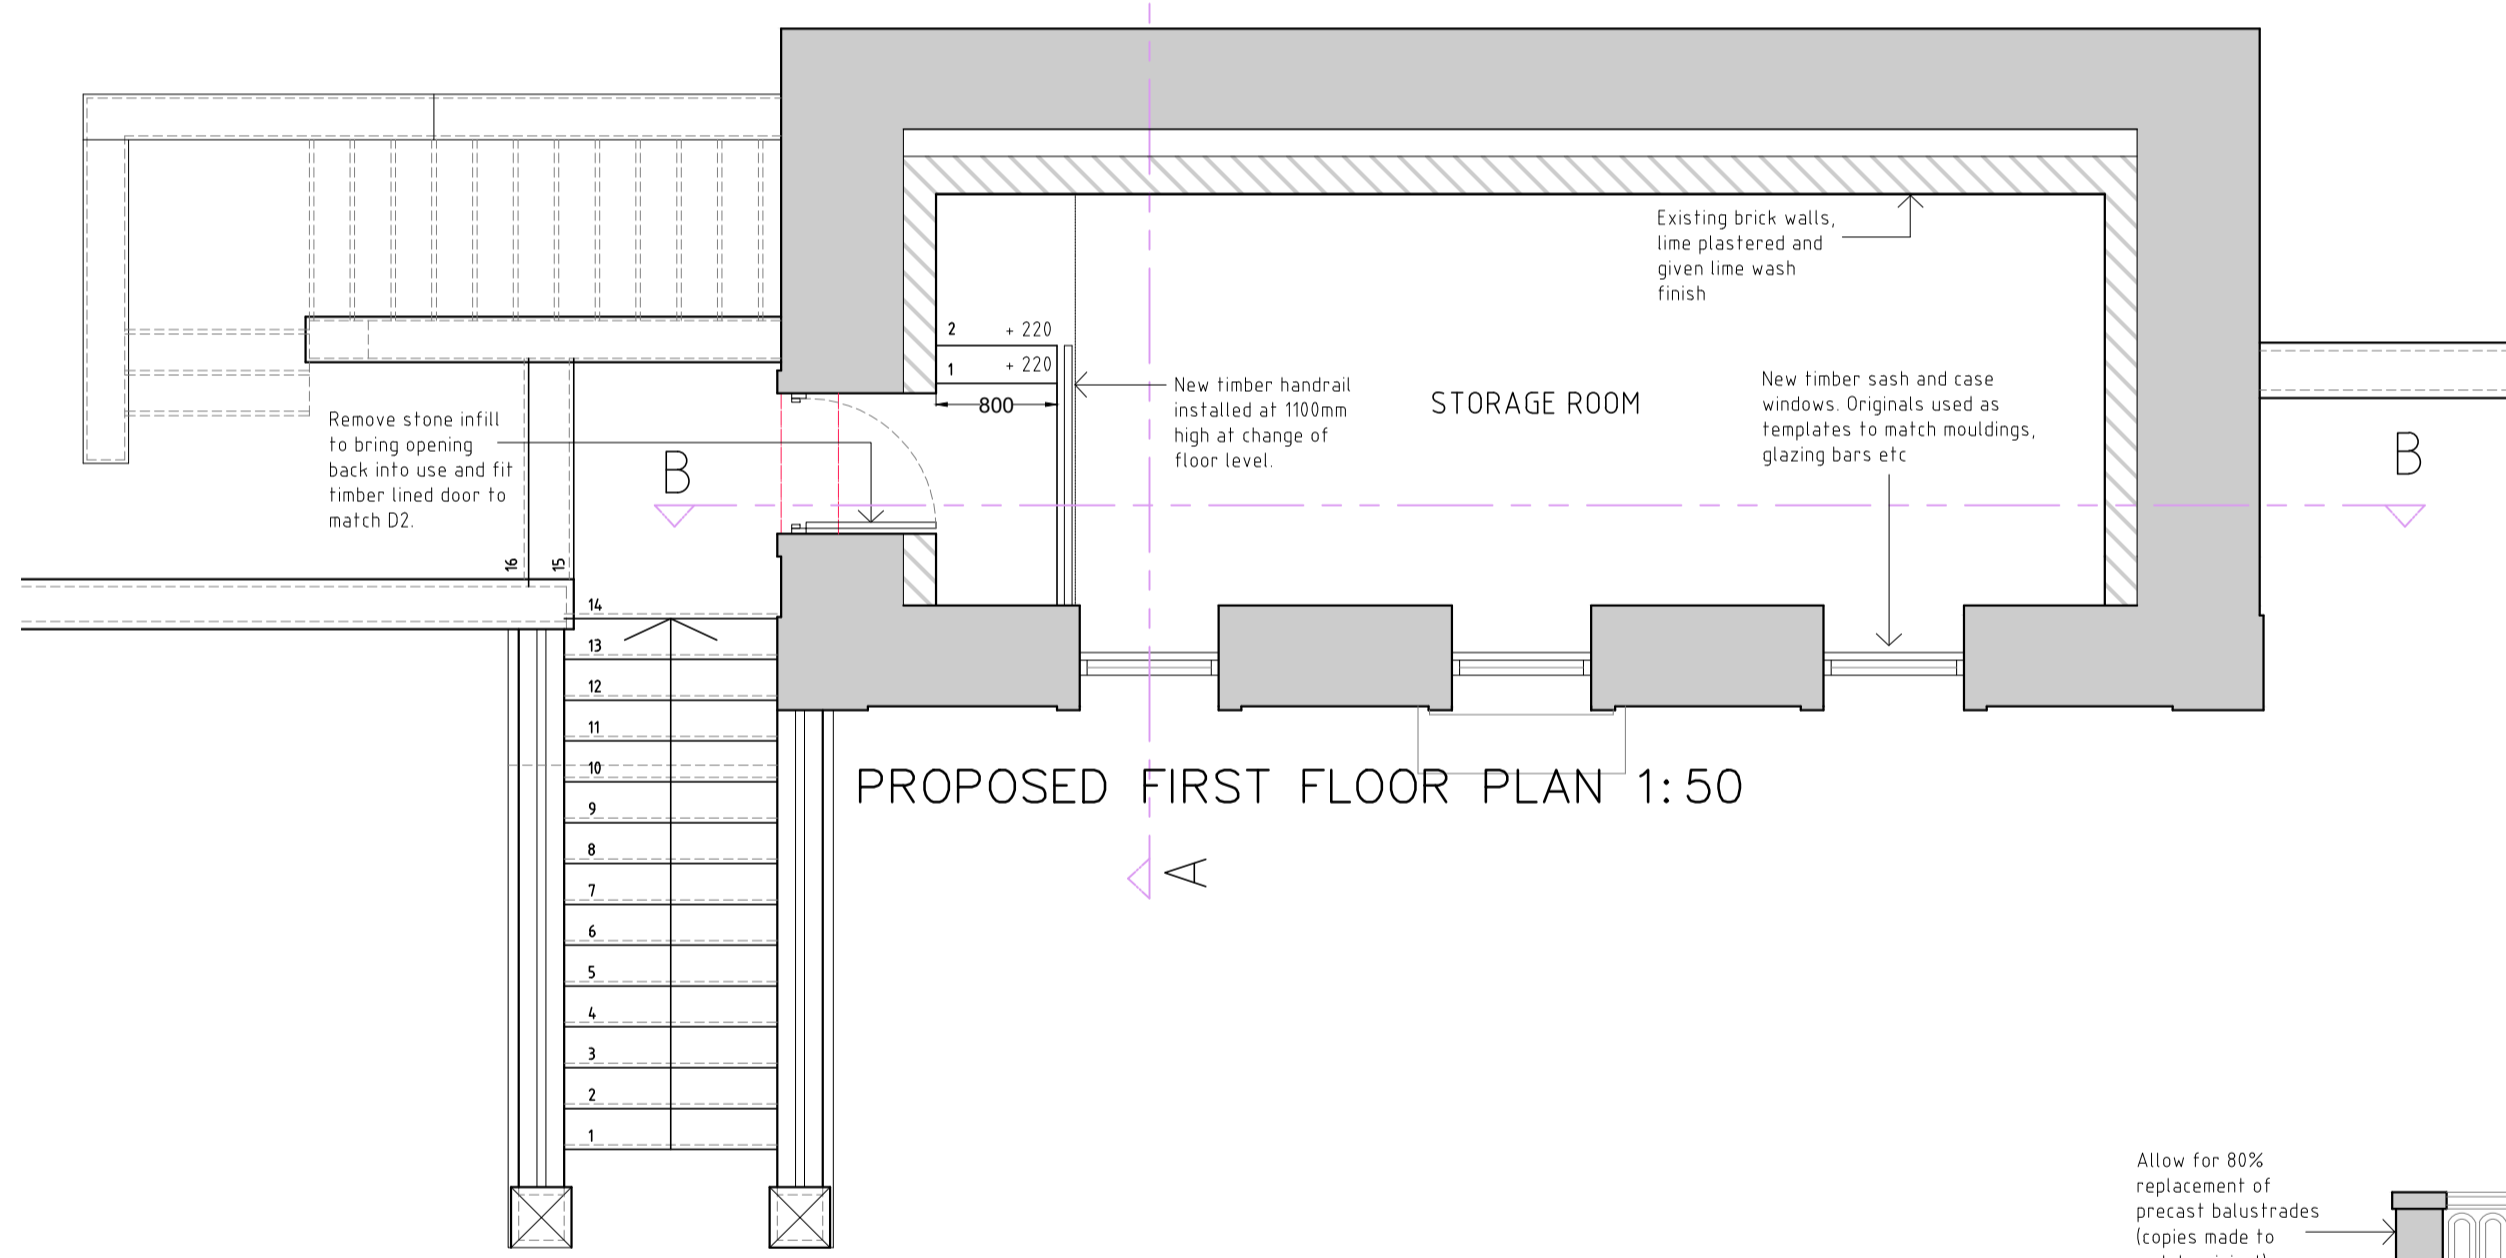 Existing brick walls,
lime plastered and
given lime wash
finish
2 + 220
1 + 220
800
New timber handrail
installed at 1100mm
high at change of
floor level.
STORAGE ROOM
New timber sash and case
windows. Originals used as
templates to match mouldings,
glazing bars etc
Remove stone infill
to bring opening
back into use and fit
timber lined door to
match D2.
B
B
16
15
14
13
12
11
10
9
8
7
6
5
4
3
2
1
PROPOSED FIRST FLOOR PLAN 1:50
A
Allow for 80%
replacement of
precast balustrades
(copies made to